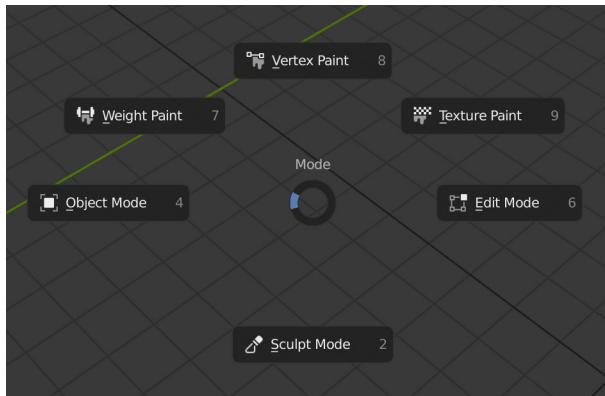 Vertex Paint 8
Weight Paint 7
Texture Paint 9
Mode
Object Mode 4
Edit Mode 6
Sculpt Mode 2